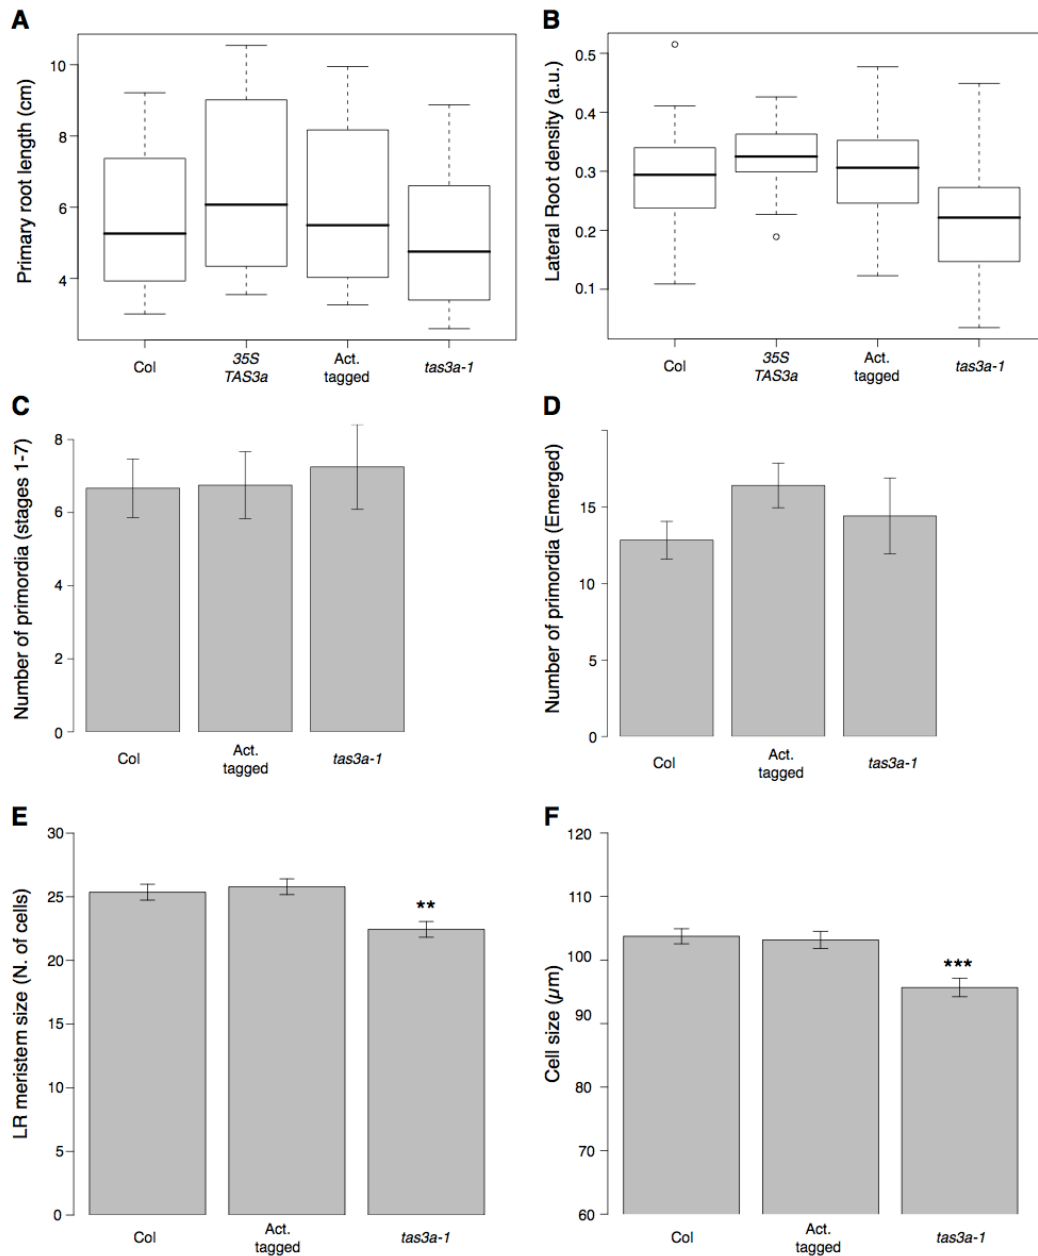 A
Primary root length (cm)
10
8
6
4
Col
35S
TAS3a
Act.
tagged
tas3a-1
B
Lateral Root density (a.u.)
0.5
0.4
0.3
0.2
0.1
Col
35S
TAS3a
Act.
tagged
tas3a-1
C
Number of primordia (stages 1-7)
8
6
4
2
0
Col
Act.
tagged
tas3a-1
D
Number of primordia (Emerged)
15
10
5
0
Col
Act.
tagged
tas3a-1
E
LR meristem size (N. of cells)
30
25
20
15
10
5
0
**
Col
Act.
tagged
tas3a-1
F
Cell size (µm)
120
110
100
90
80
70
60
***
Col
Act.
tagged
tas3a-1